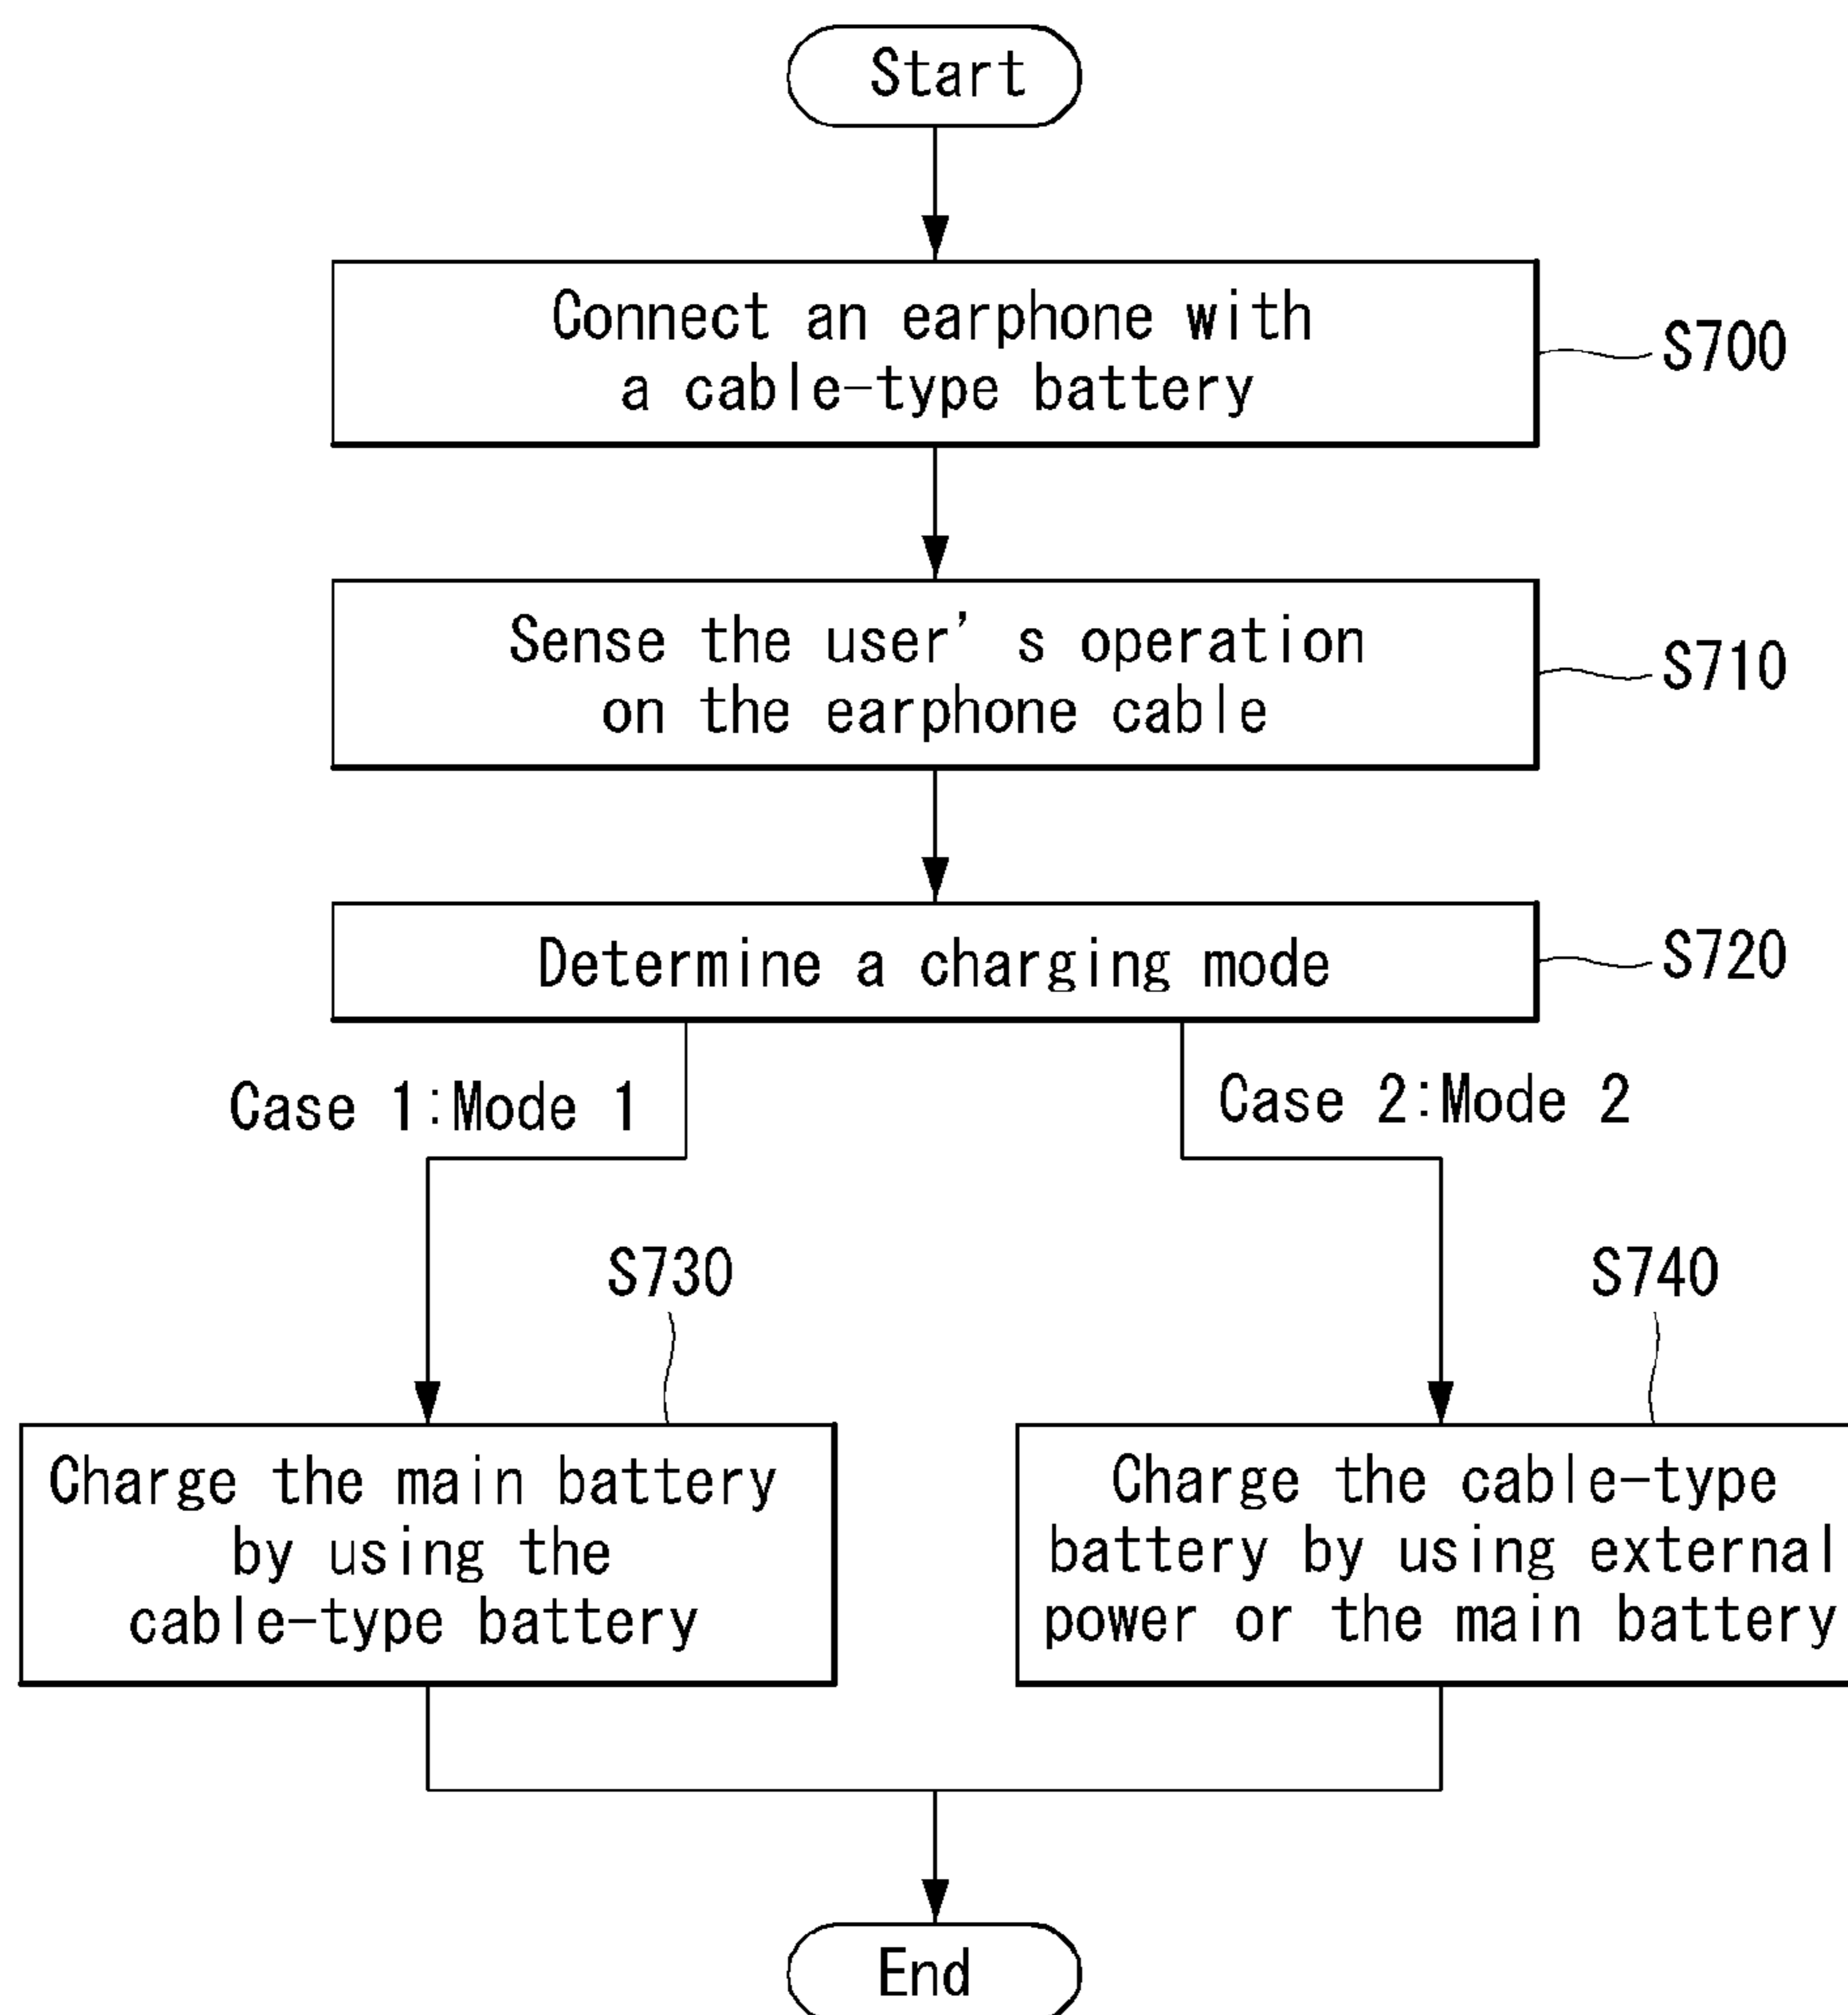 Start
Connect an earphone with
a cable-type battery
S700
Sense the user's operation
on the earphone cable
S710
Determine a charging mode
S720
Case 1:Mode 1
Case 2:Mode 2
S730
S740
Charge the main battery
by using the
cable-type battery
Charge the cable-type
battery by using external
power or the main battery
End